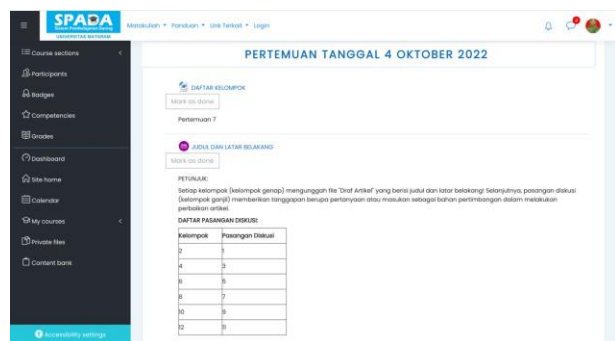 SPADA
Sistem Pembelajaran Daring
UNIVERSITAS MATARAM
Matakuliah Panduan Link Terkait Login
Course sections
Participants
Badges
Competencies
Grades
Dashboard
Site home
Calendar
My courses
Private files
Content bank
Accessibility settings
PERTEMUAN TANGGAL 4 OKTOBER 2022
DAFTAR KELOMPOK
Mark as done
Pertemuan 7
JUDUL DAN LATAR BELAKANG
Mark as done
PETUNJUK:
Setiap kelompok (kelompok genap) mengunggah file "Draf Artikel" yang berisi judul dan latar belakang! Selanjutnya, pasangan diskusi
(kelompok ganjil) memberikan tanggapan berupa pertanyaan atau masukan sebagai bahan pertimbangan dalam melakukan
perbaikan artikel.
DAFTAR PASANGAN DISKUSI:
Kelompok Pasangan Diskusi
2 1
4 3
6 5
8 7
10 9
12 11